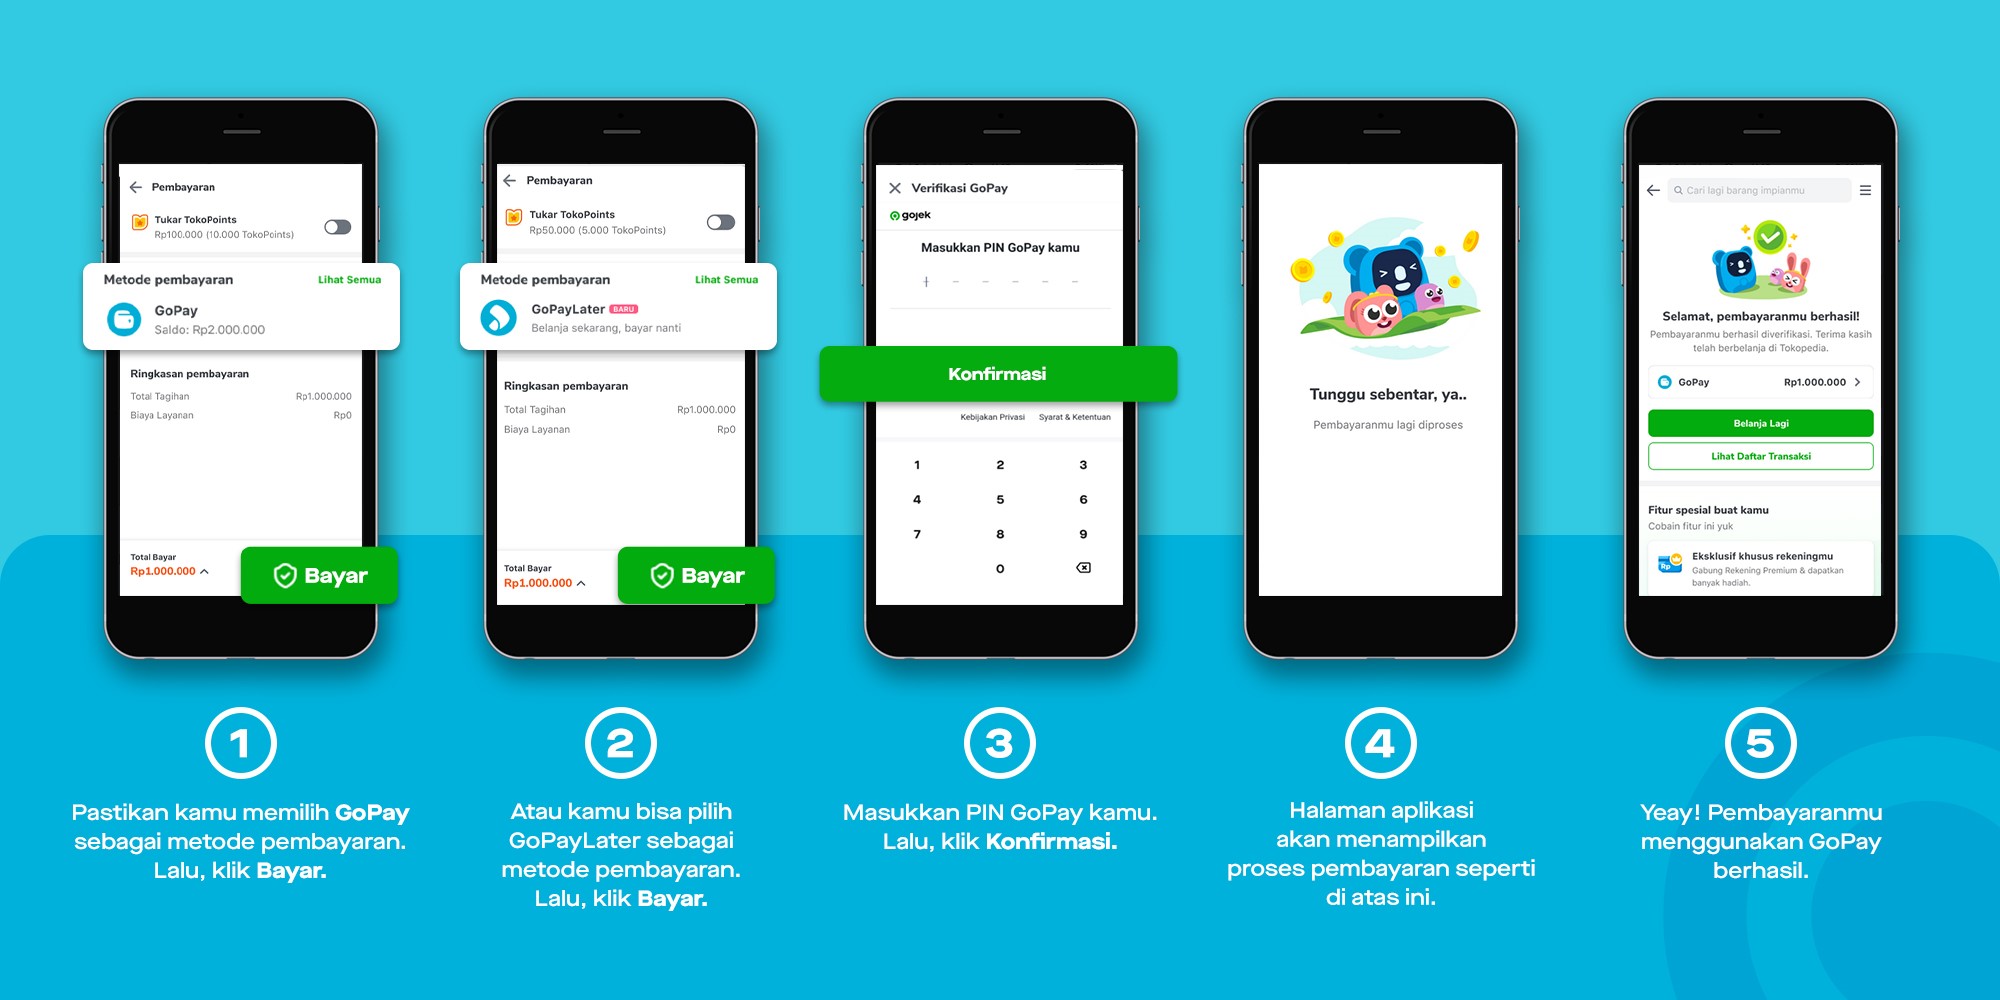 Pembayaran
Tukar TokoPoints
Rp100.000 (10.000 TokoPoints)
Metode pembayaran Lihat Semua
GoPay
Saldo: Rp2.000.000
Ringkasan pembayaran
Total Tagihan Rp1.000.000
Biaya Layanan Rp0
Total Bayar
Rp1.000.000
Bayar
1
Pastikan kamu memilih GoPay
sebagai metode pembayaran.
Lalu, klik Bayar.
Pembayaran
Tukar TokoPoints
Rp50.000 (5.000 TokoPoints)
Metode pembayaran Lihat Semua
GoPayLater BARU
Belanja sekarang, bayar nanti
Ringkasan pembayaran
Total Tagihan Rp1.000.000
Biaya Layanan Rp0
Total Bayar
Rp1.000.000
Bayar
2
Atau kamu bisa pilih
GoPayLater sebagai
metode pembayaran.
Lalu, klik Bayar.
Verifikasi GoPay
gojek
Masukkan PIN GoPay kamu
Konfirmasi
Kebijakan Privasi Syarat & Ketentuan
1 2 3
4 5 6
7 8 9
0
3
Masukkan PIN GoPay kamu.
Lalu, klik Konfirmasi.
Tunggu sebentar, ya..
Pembayaranmu lagi diproses
4
Halaman aplikasi
akan menampilkan
proses pembayaran seperti
di atas ini.
Cari lagi barang impianmu
Selamat, pembayaranmu berhasil!
Pembayaranmu berhasil diverifikasi. Terima kasih
telah berbelanja di Tokopedia.
GoPay Rp1.000.000
Belanja Lagi
Lihat Daftar Transaksi
Fitur spesial buat kamu
Cobain fitur ini yuk
Rp
Eksklusif khusus rekeningmu
Gabung Rekening Premium & dapatkan
banyak hadiah.
5
Yeay! Pembayaranmu
menggunakan GoPay
berhasil.